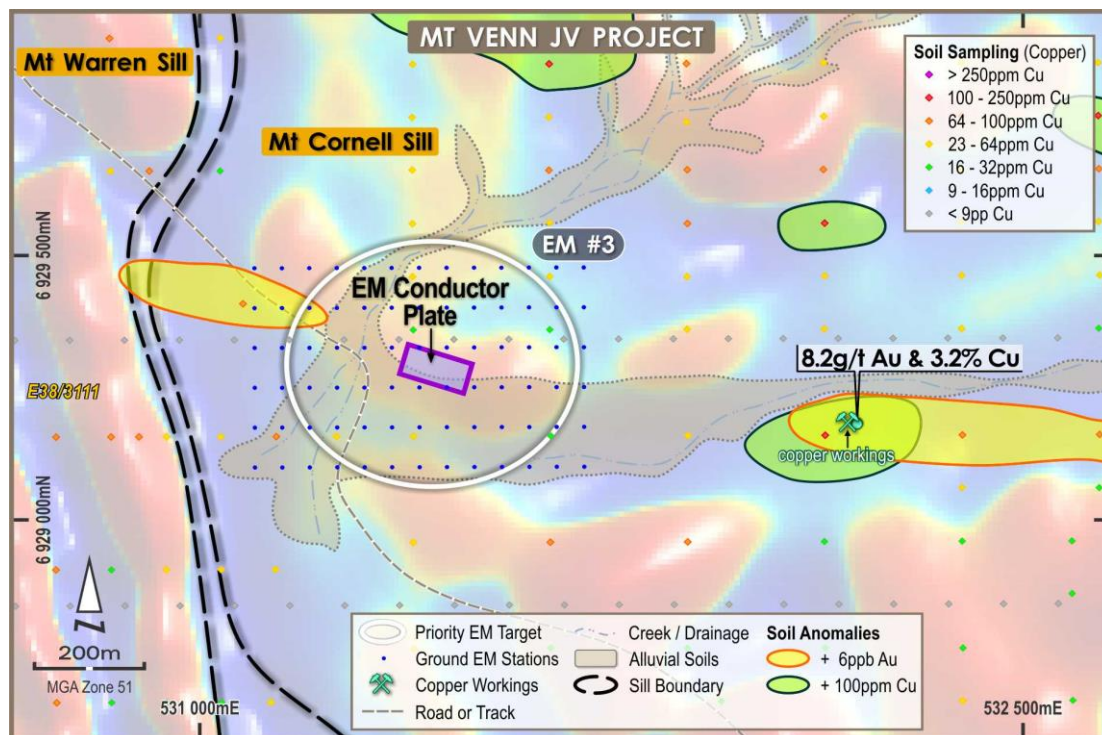 MT VENN JV PROJECT
Mt Warren Sill
Mt Cornell Sill
Soil Sampling (Copper)
> 250ppm Cu
100 - 250ppm Cu
64 - 100ppm Cu
23 - 64ppm Cu
16 - 32ppm Cu
9 - 16ppm Cu
< 9pp Cu
6 929 500mN
EM #3
EM Conductor
Plate
8.2g/t Au & 3.2% Cu
copper workings
E38/3111
6 929 000mN
N
200m
MGA Zone 51
531 000mE
Priority EM Target
Ground EM Stations
Copper Workings
Road or Track
Creek / Drainage
Alluvial Soils
Sill Boundary
Soil Anomalies
+ 6ppb Au
+ 100ppm Cu
532 500mE